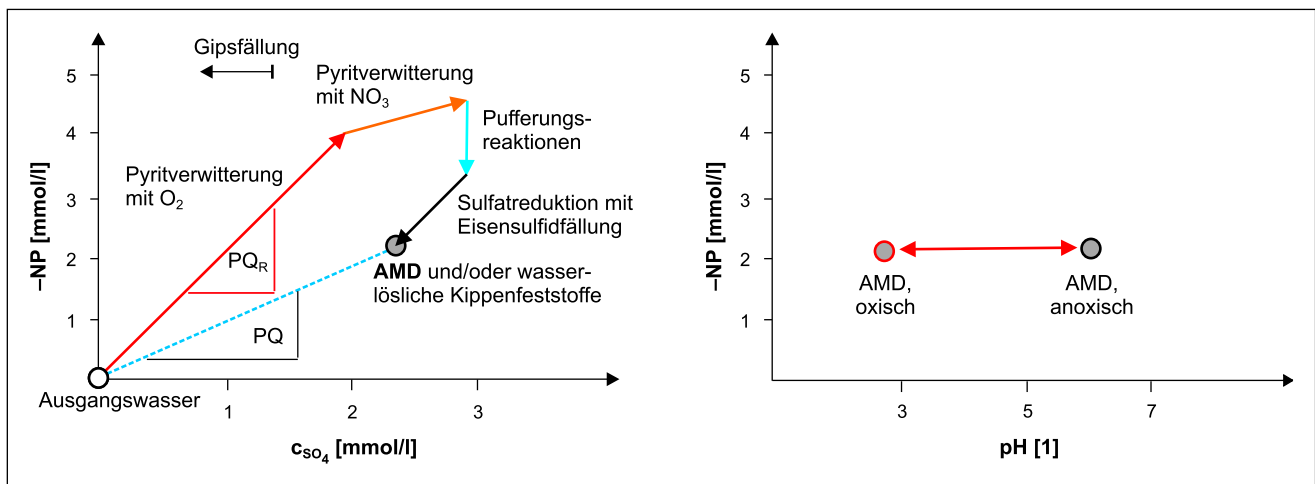 Gipsfällung
Pyritverwitterung
mit NO₃
5
4
3
2
1
–NP [mmol/l]
Pufferungs-
reaktionen
Pyritverwitterung
mit O₂
Sulfatreduktion mit
Eisensulfidfällung
PQ_R
AMD und/oder wasser-
lösliche Kippenfeststoffe
PQ
Ausgangswasser
1 2 3
c_SO₄ [mmol/l]
5
4
3
2
1
–NP [mmol/l]
AMD,
oxisch
AMD,
anoxisch
3 5 7
pH [1]